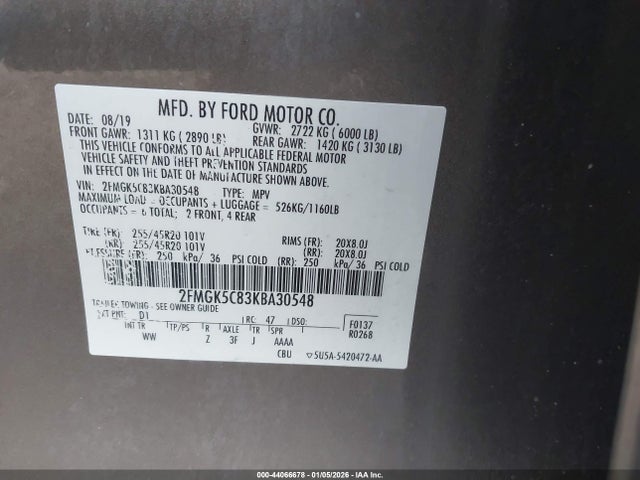 MFD. BY FORD MOTOR CO.
DATE: 08/19 GVWR: 2722 KG ( 6000 LB)
FRONT GAWR: 1311 KG ( 2890 LB) REAR GAWR: 1420 KG ( 3130 LB)
THIS VEHICLE CONFORMS TO ALL APPLICABLE FEDERAL MOTOR
VEHICLE SAFETY AND THEFT PREVENTION STANDARDS
IN EFFECT ON THE DATE OF MANUFACTURE SHOWN ABOVE.
VIN: 2FMGK5C83KBA30548 TYPE: MPV
MAXIMUM LOAD = OCCUPANTS + LUGGAGE = 526KG/1160LB
OCCUPANTS = 6 TOTAL; 2 FRONT, 4 REAR
TIRE (FR): 255/45R20 101V RIMS (FR): 20X8.0J
(RR): 255/45R20 101V (RR): 20X8.0J
PRESSURE (FR): 250 kPa/ 36 PSI COLD (RR): 250 kPa/ 36 PSI COLD
2FMGK5C83KBA30548
TRAILER TOWING - SEE OWNER GUIDE
EXT PNT: D1 RC: 47 DSO: F0137
INT TR TP/PS R AXLE TR SPR R0268
WW Z 3F J AAAA
CBU 5U5A-5420472-AA
000-44066678 - 01/05/2026 - IAA Inc.